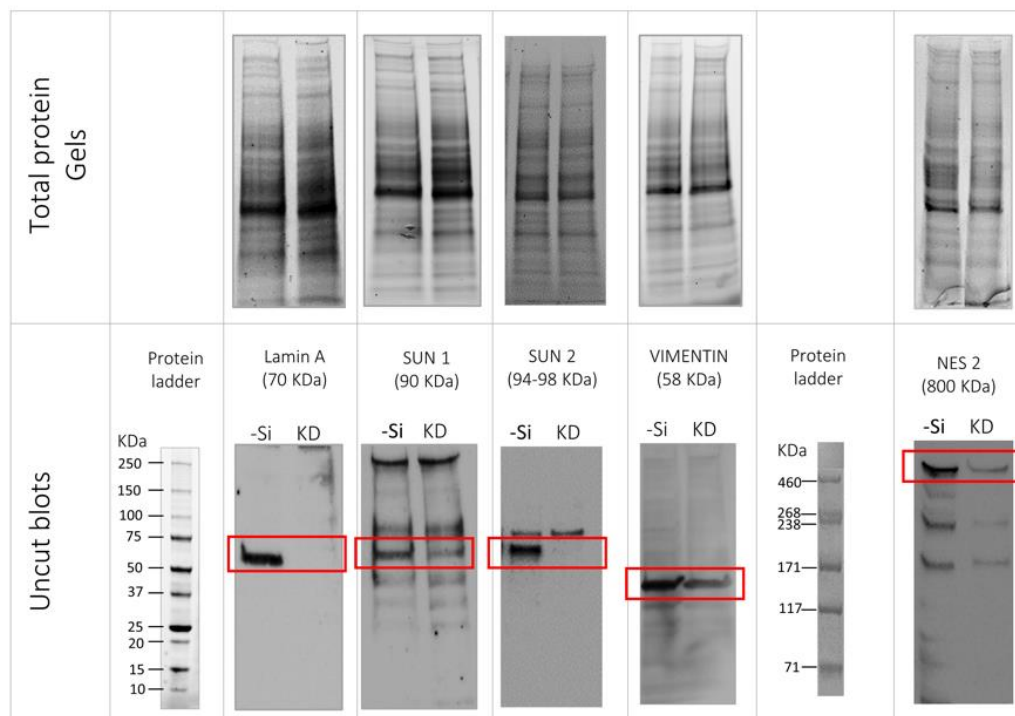 Total protein
Gels
Uncut blots
Protein
ladder
Lamin A
(70 KDa)
SUN 1
(90 KDa)
SUN 2
(94-98 KDa)
VIMENTIN
(58 KDa)
Protein
ladder
NES 2
(800 KDa)
-Si KD
-Si KD
-Si KD
-Si KD
-Si KD
KDa
250
150
100
75
50
37
25
20
15
10
KDa
460
268
238
171
117
71